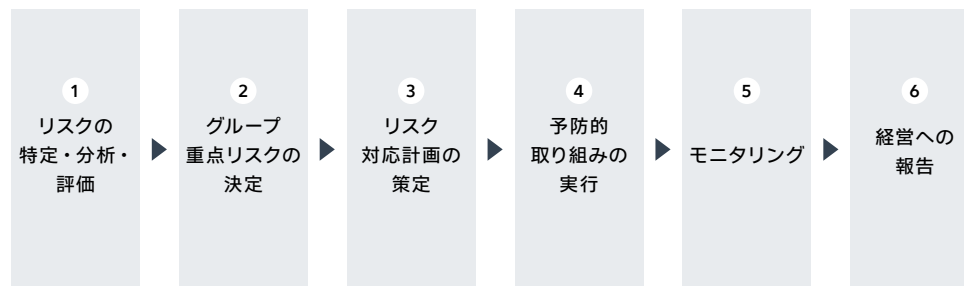 1
リスクの
特定・分析・
評価
2
グループ
重点リスクの
決定
3
リスク
対応計画の
策定
4
予防的
取り組みの
実行
5
モニタリング
6
経営への
報告